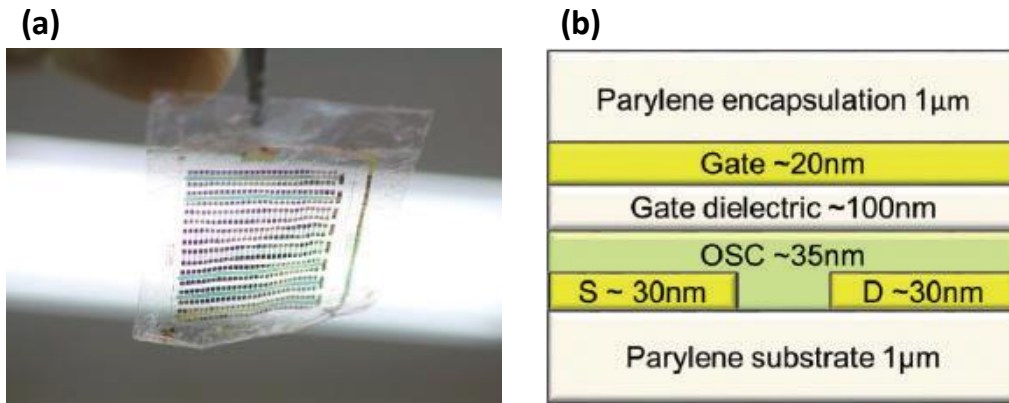 (a)
(b)
Parylene encapsulation 1μm
Gate ~20nm
Gate dielectric ~100nm
OSC ~35nm
S ~ 30nm
D ~30nm
Parylene substrate 1μm